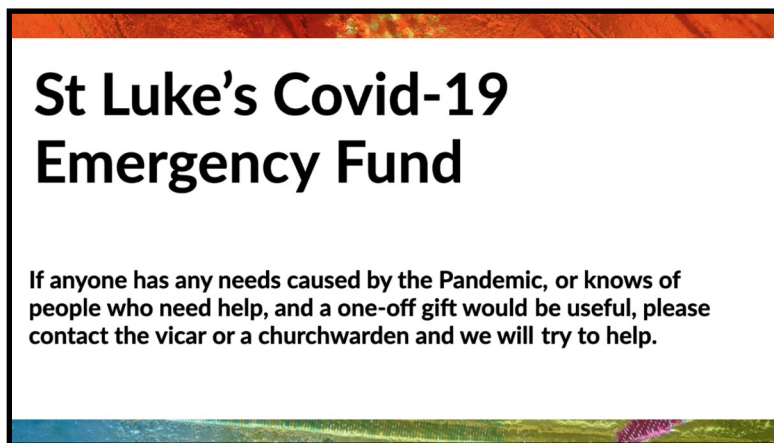 St Luke’s Covid-19
Emergency Fund
If anyone has any needs caused by the Pandemic, or knows of
people who need help, and a one-off gift would be useful, please
contact the vicar or a churchwarden and we will try to help.